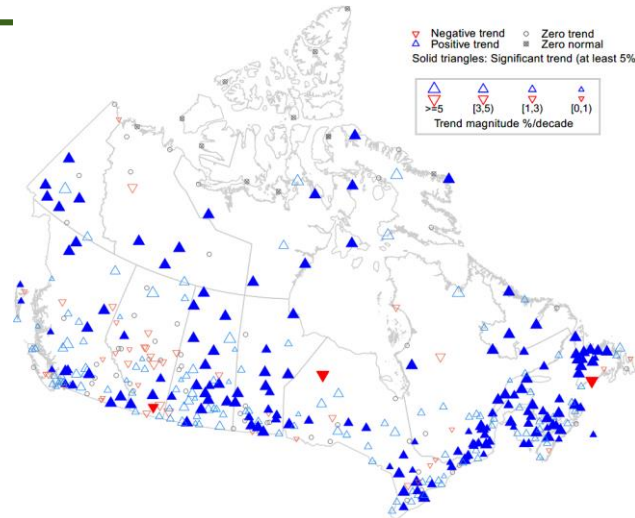 Negative trend
Zero trend
Positive trend
Zero normal
Solid triangles: Significant trend (at least 5%
>=5
[3,5)
[1,3)
[0,1)
Trend magnitude %/decade